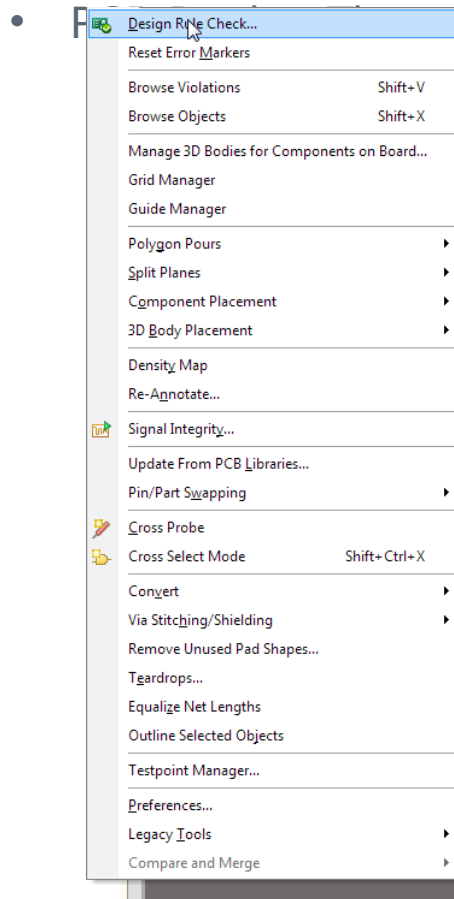 Design Rule Check...
Reset Error Markers
Browse Violations Shift+V
Browse Objects Shift+X
Manage 3D Bodies for Components on Board...
Grid Manager
Guide Manager
Polygon Pours
Split Planes
Component Placement
3D Body Placement
Density Map
Re-Annotate...
Signal Integrity...
Update From PCB Libraries...
Pin/Part Swapping
Cross Probe
Cross Select Mode Shift+Ctrl+X
Convert
Via Stitching/Shielding
Remove Unused Pad Shapes...
Teardrops...
Equalize Net Lengths
Outline Selected Objects
Testpoint Manager...
Preferences...
Legacy Tools
Compare and Merge